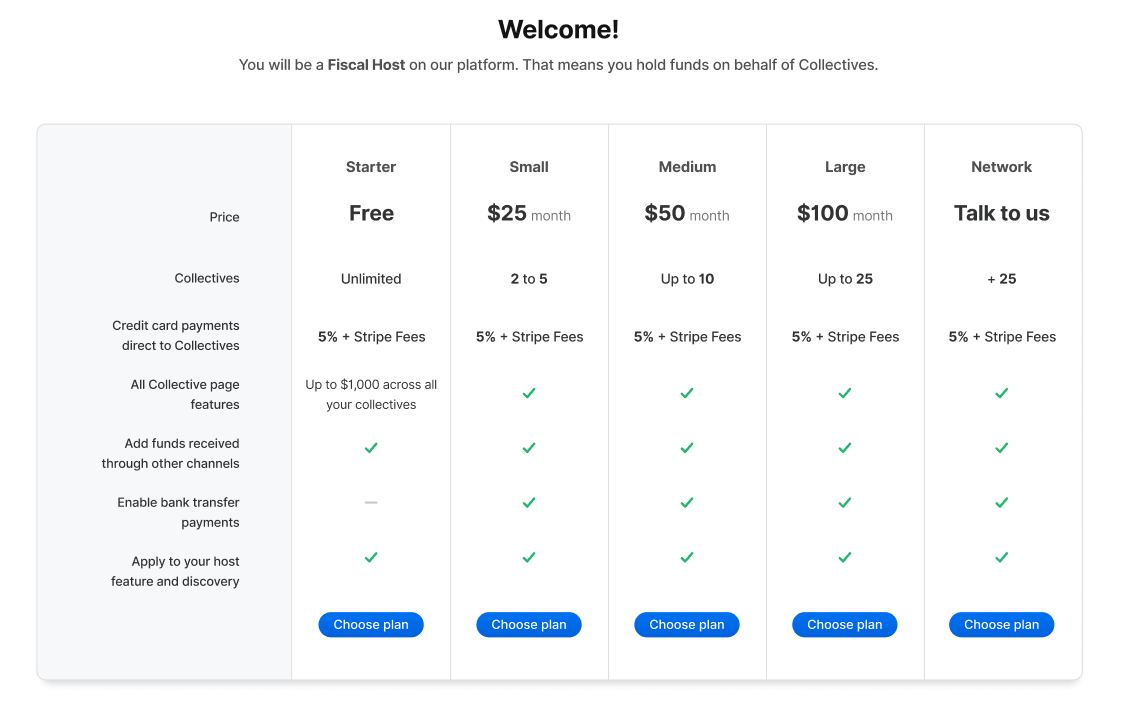 Welcome!
You will be a Fiscal Host on our platform. That means you hold funds on behalf of Collectives.
Starter Small Medium Large Network
Price Free $25 month $50 month $100 month Talk to us
Collectives Unlimited 2 to 5 Up to 10 Up to 25 + 25
Credit card payments
direct to Collectives 5% + Stripe Fees 5% + Stripe Fees 5% + Stripe Fees 5% + Stripe Fees 5% + Stripe Fees
All Collective page
features
Up to $1,000 across all
your collectives
Add funds received
through other channels
Enable bank transfer
payments
Apply to your host
feature and discovery
Choose plan Choose plan Choose plan Choose plan Choose plan